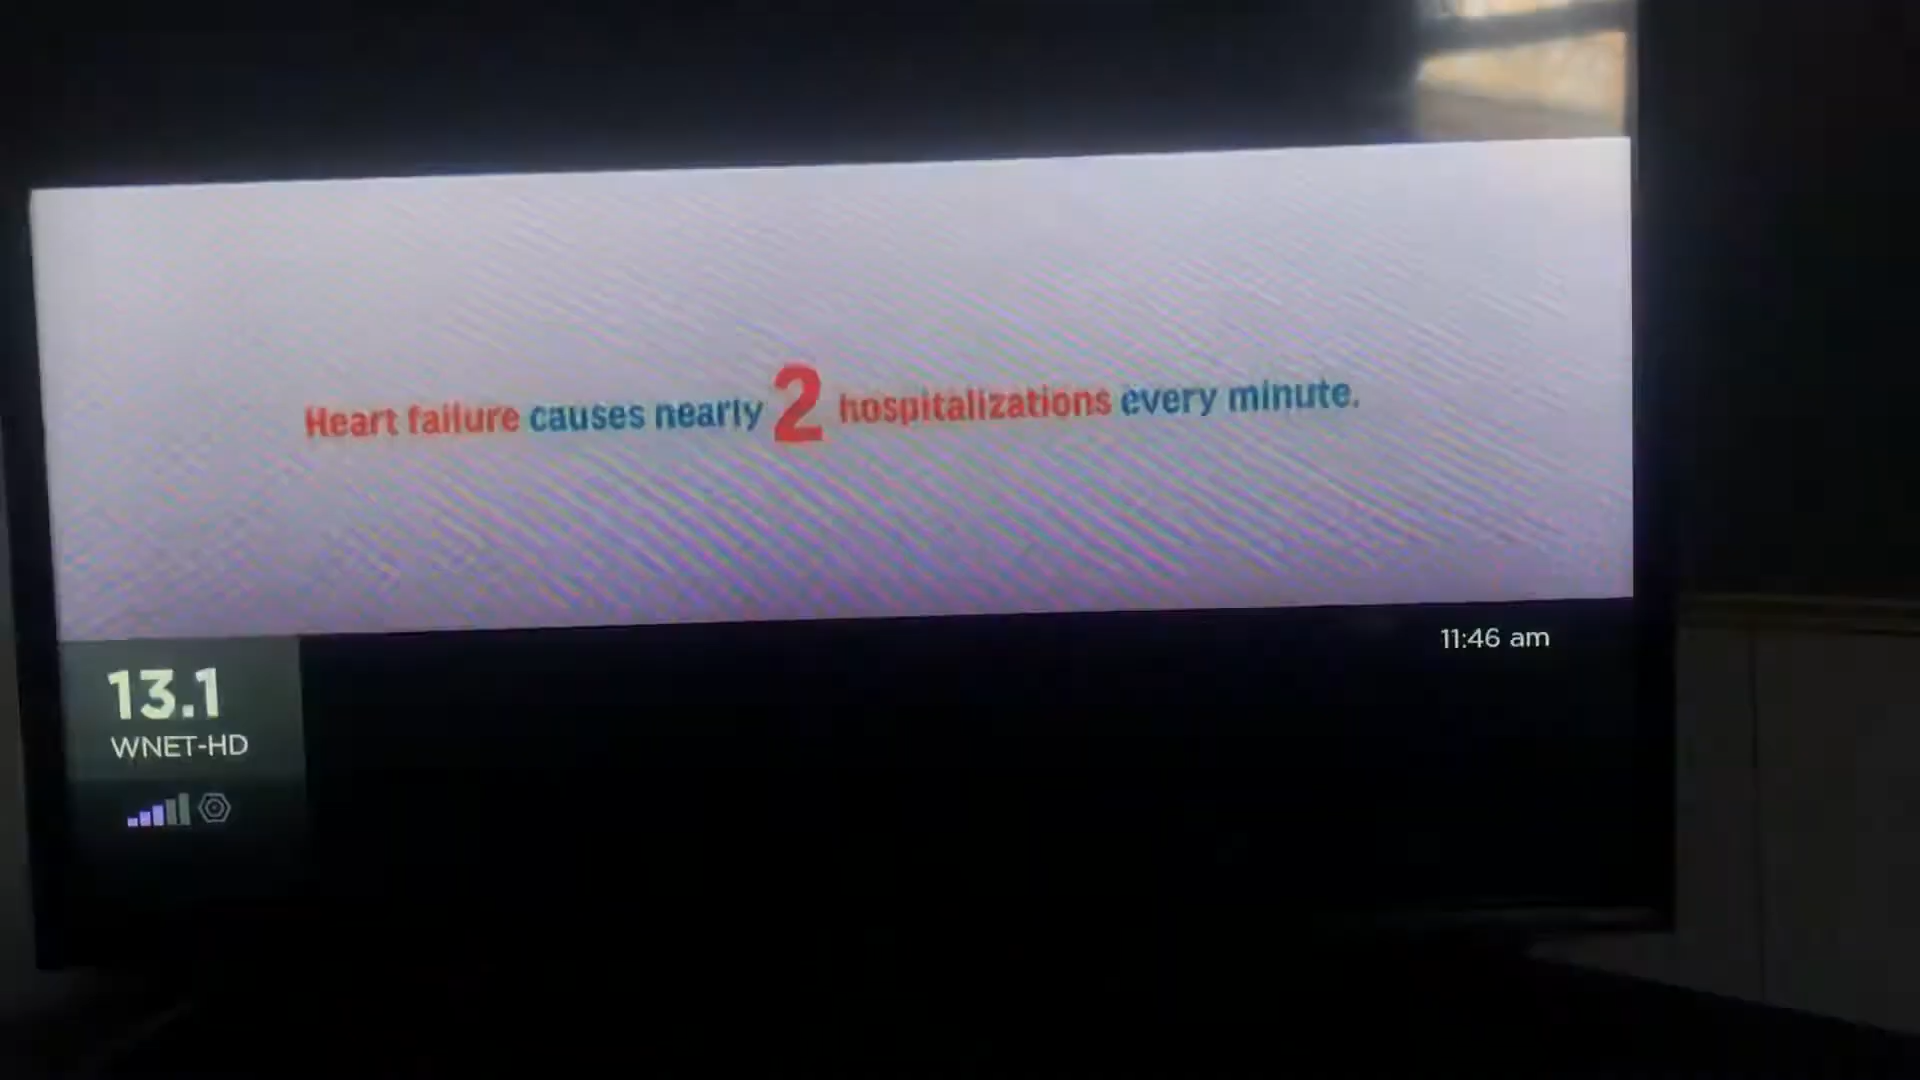 Heart failure causes nearly 2 hospitalizations every minute.
11:46 am
13.1
WNET-HD